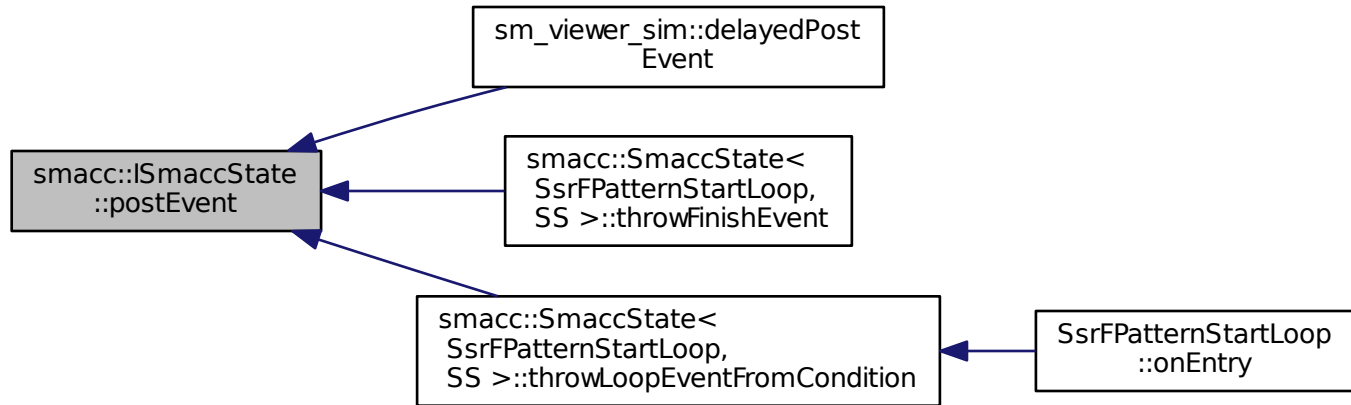 sm_viewer_sim::delayedPost
Event
smacc::ISmaccState
::postEvent
smacc::SmaccState<
SsrFPatternStartLoop,
SS >::throwFinishEvent
smacc::SmaccState<
SsrFPatternStartLoop,
SS >::throwLoopEventFromCondition
SsrFPatternStartLoop
::onEntry